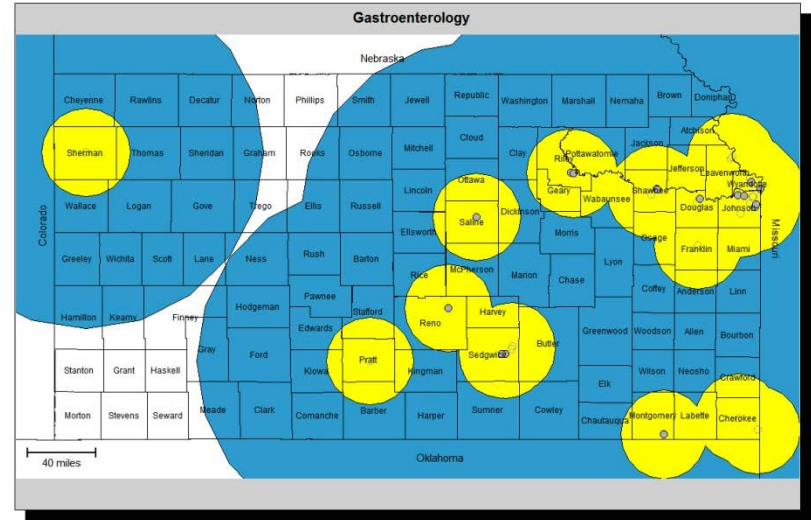 Gastroenterology
Nebraska
Cheyenne Rawlins Decatur Norton Phillips Smith Jewell Republic Washington Marshall Nemaha Brown Doniphan
Sherman Thomas Sheridan Graham Rooks Osborne Mitchell Cloud Clay Riley Pottawatomie Jackson Atchison
Jefferson Leavenworth Wyandotte
Wallace Logan Gove Trego Ellis Russell Lincoln Ottawa Saline Dickinson Geary Wabaunsee Shawnee Douglas Johnson
Colorado
Missouri
Greeley Wichita Scott Lane Ness Rush Barton Ellsworth Rice McPherson Marion Morris Chase Lyon Osage Franklin Miami
Hamilton Kearny Finney Hodgeman Pawnee Stafford Reno Harvey Coffey Anderson Linn
Gray Ford Edwards Kiowa Pratt Kingman Sedgwick Butler Greenwood Woodson Allen Bourbon
Stanton Grant Haskell Elk Wilson Neosho Crawford
Morton Stevens Seward Meade Clark Comanche Barber Harper Sumner Cowley Chautauqua Montgomery Labette Cherokee
40 miles
Oklahoma